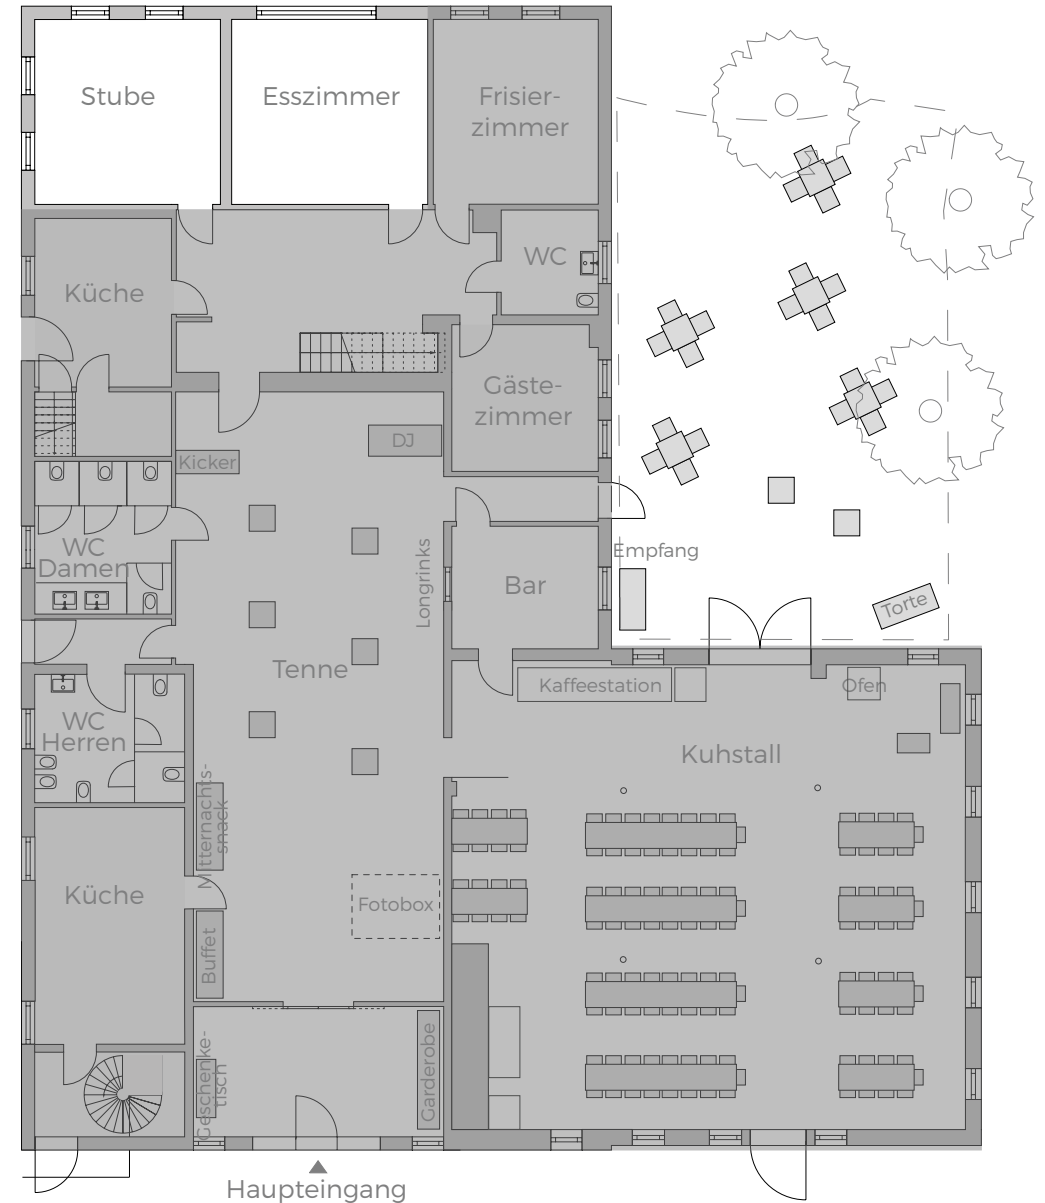 Stube
Esszimmer
Frisier-
zimmer
WC
Küche
Gäste-
zimmer
DJ
Kicker
WC
Damen
Longrinks
Empfang
Bar
Torte
Tenne
Kaffeestation
Ofen
WC
Herren
Kuhstall
Mitternachts-
snack
Küche
Fotobox
Buffet
Geschenke-
tisch
Garderobe
Haupteingang